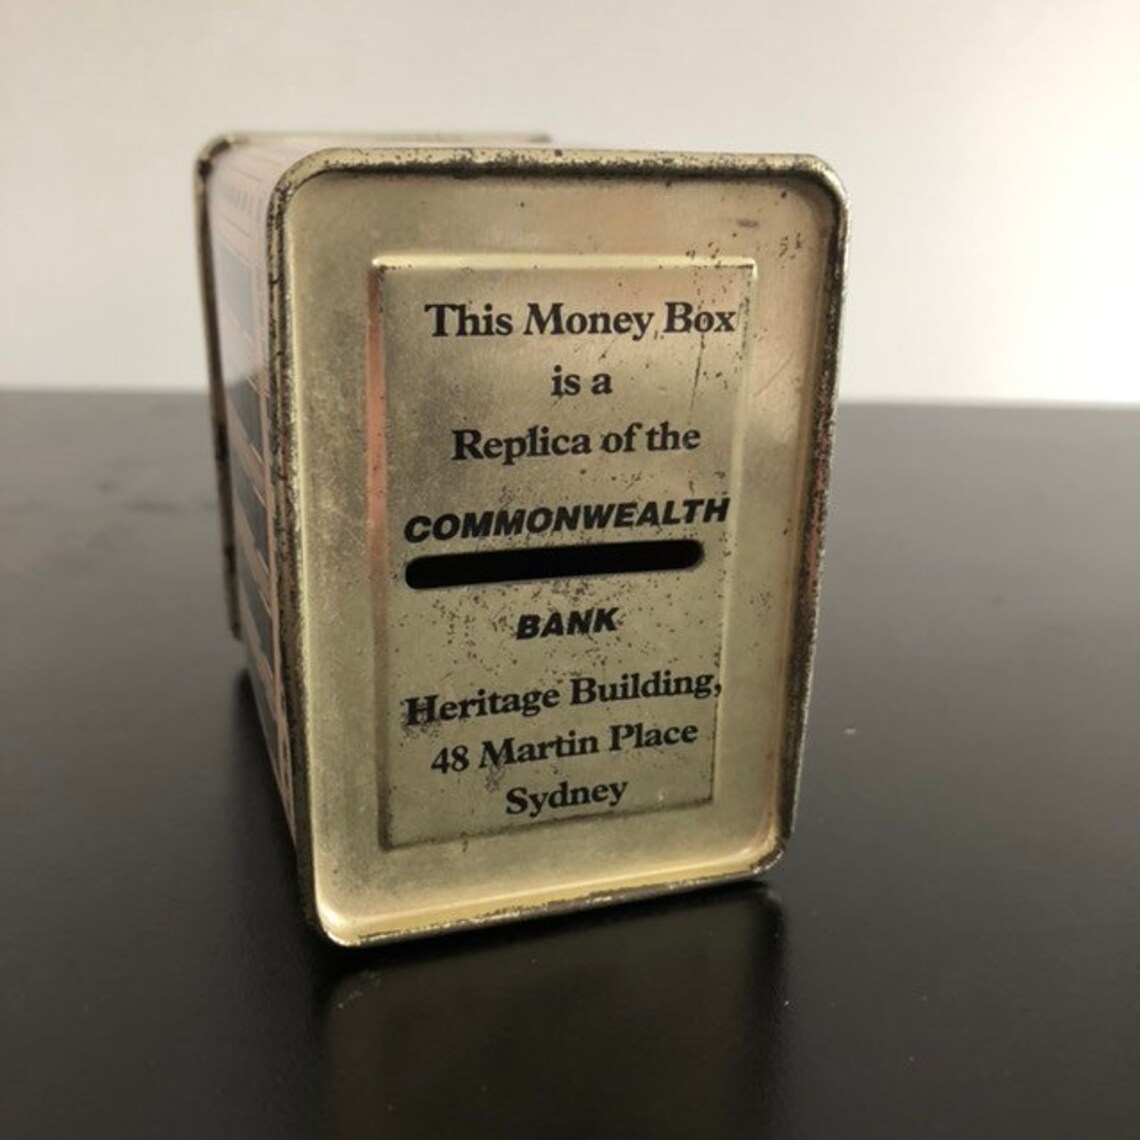 This Money Box
is a
Replica of the
COMMONWEALTH
BANK
Heritage Building,
48 Martin Place
Sydney